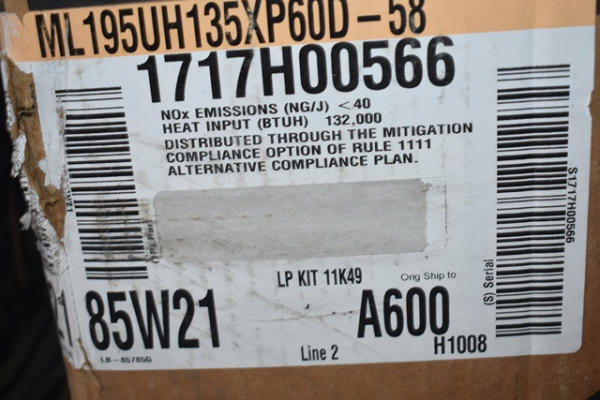 ML195UH135XP60D-58
1717H00566
NOx EMISSIONS (NG/J) <40
HEAT INPUT (BTUH) 132,000
DISTRIBUTED THROUGH THE MITIGATION
COMPLIANCE OPTION OF RULE 1111
ALTERNATIVE COMPLIANCE PLAN.
LP KIT 11K49
Orig Ship to
85W21
A600
H1008
LB-85785G
Line 2
(S) Serial
S1717H00566